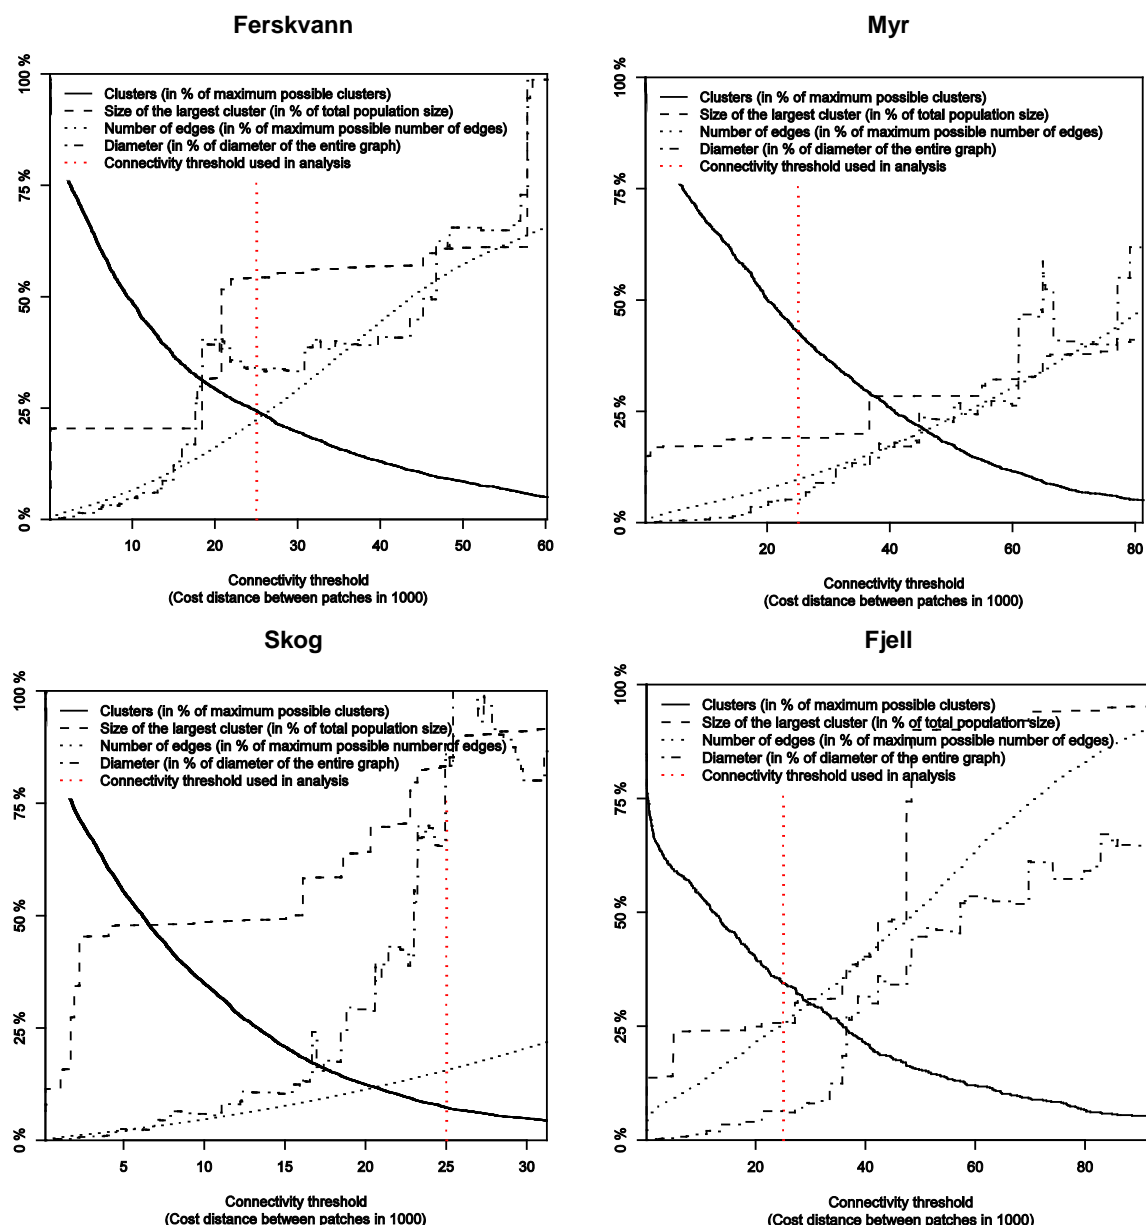 Ferskvann
100 %
75 %
50 %
25 %
0 %
Clusters (in % of maximum possible clusters)
Size of the largest cluster (in % of total population size)
Number of edges (in % of maximum possible number of edges)
Diameter (in % of diameter of the entire graph)
Connectivity threshold used in analysis
10 20 30 40 50 60
Connectivity threshold
(Cost distance between patches in 1000)
Myr
100 %
75 %
50 %
25 %
0 %
Clusters (in % of maximum possible clusters)
Size of the largest cluster (in % of total population size)
Number of edges (in % of maximum possible number of edges)
Diameter (in % of diameter of the entire graph)
Connectivity threshold used in analysis
20 40 60 80
Connectivity threshold
(Cost distance between patches in 1000)
Skog
100 %
75 %
50 %
25 %
0 %
Clusters (in % of maximum possible clusters)
Size of the largest cluster (in % of total population size)
Number of edges (in % of maximum possible number of edges)
Diameter (in % of diameter of the entire graph)
Connectivity threshold used in analysis
5 10 15 20 25 30
Connectivity threshold
(Cost distance between patches in 1000)
Fjell
100 %
75 %
50 %
25 %
0 %
Clusters (in % of maximum possible clusters)
Size of the largest cluster (in % of total population size)
Number of edges (in % of maximum possible number of edges)
Diameter (in % of diameter of the entire graph)
Connectivity threshold used in analysis
20 40 60 80
Connectivity threshold
(Cost distance between patches in 1000)